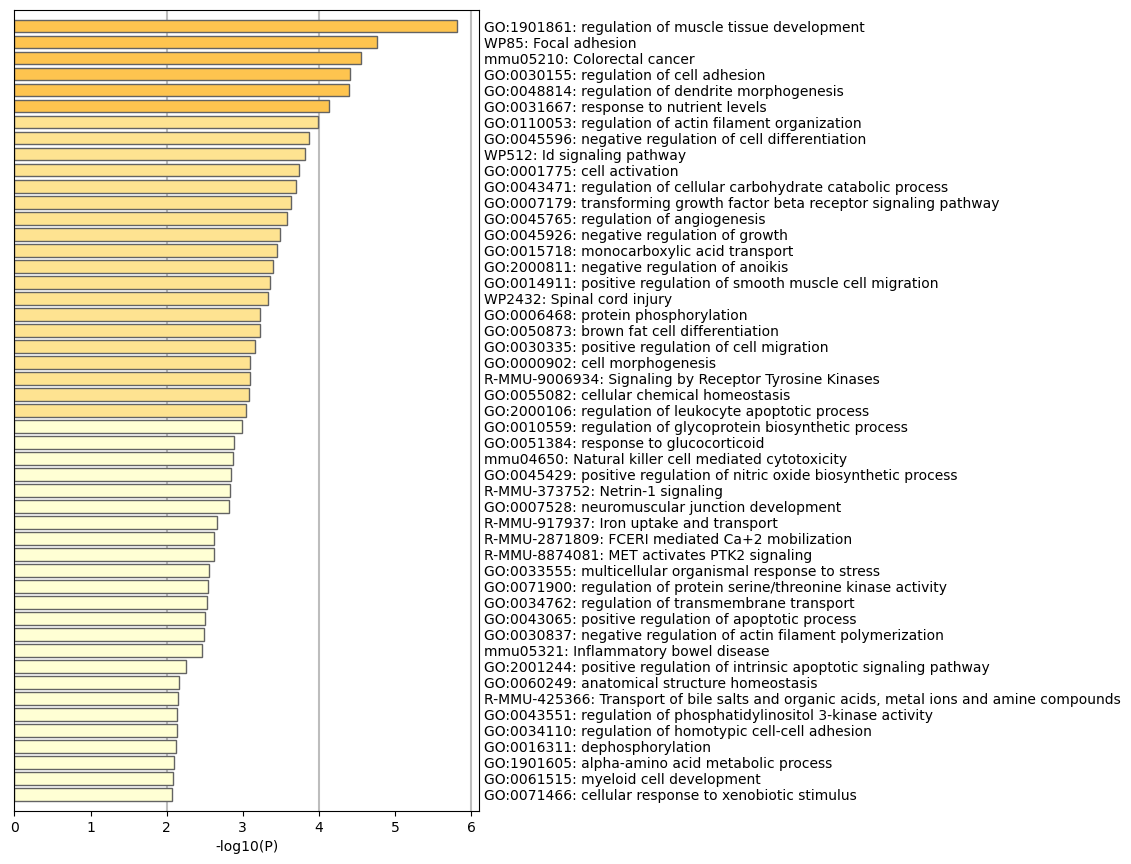 GO:1901861: regulation of muscle tissue development
WP85: Focal adhesion
mmu05210: Colorectal cancer
GO:0030155: regulation of cell adhesion
GO:0048814: regulation of dendrite morphogenesis
GO:0031667: response to nutrient levels
GO:0110053: regulation of actin filament organization
GO:0045596: negative regulation of cell differentiation
WP512: Id signaling pathway
GO:0001775: cell activation
GO:0043471: regulation of cellular carbohydrate catabolic process
GO:0007179: transforming growth factor beta receptor signaling pathway
GO:0045765: regulation of angiogenesis
GO:0045926: negative regulation of growth
GO:0015718: monocarboxylic acid transport
GO:2000811: negative regulation of anoikis
GO:0014911: positive regulation of smooth muscle cell migration
WP2432: Spinal cord injury
GO:0006468: protein phosphorylation
GO:0050873: brown fat cell differentiation
GO:0030335: positive regulation of cell migration
GO:0000902: cell morphogenesis
R-MMU-9006934: Signaling by Receptor Tyrosine Kinases
GO:0055082: cellular chemical homeostasis
GO:2000106: regulation of leukocyte apoptotic process
GO:0010559: regulation of glycoprotein biosynthetic process
GO:0051384: response to glucocorticoid
mmu04650: Natural killer cell mediated cytotoxicity
GO:0045429: positive regulation of nitric oxide biosynthetic process
R-MMU-373752: Netrin-1 signaling
GO:0007528: neuromuscular junction development
R-MMU-917937: Iron uptake and transport
R-MMU-2871809: FCERI mediated Ca+2 mobilization
R-MMU-8874081: MET activates PTK2 signaling
GO:0033555: multicellular organismal response to stress
GO:0071900: regulation of protein serine/threonine kinase activity
GO:0034762: regulation of transmembrane transport
GO:0043065: positive regulation of apoptotic process
GO:0030837: negative regulation of actin filament polymerization
mmu05321: Inflammatory bowel disease
GO:2001244: positive regulation of intrinsic apoptotic signaling pathway
GO:0060249: anatomical structure homeostasis
R-MMU-425366: Transport of bile salts and organic acids, metal ions and amine compounds
GO:0043551: regulation of phosphatidylinositol 3-kinase activity
GO:0034110: regulation of homotypic cell-cell adhesion
GO:0016311: dephosphorylation
GO:1901605: alpha-amino acid metabolic process
GO:0061515: myeloid cell development
GO:0071466: cellular response to xenobiotic stimulus
0 1 2 3 4 5 6
-log10(P)